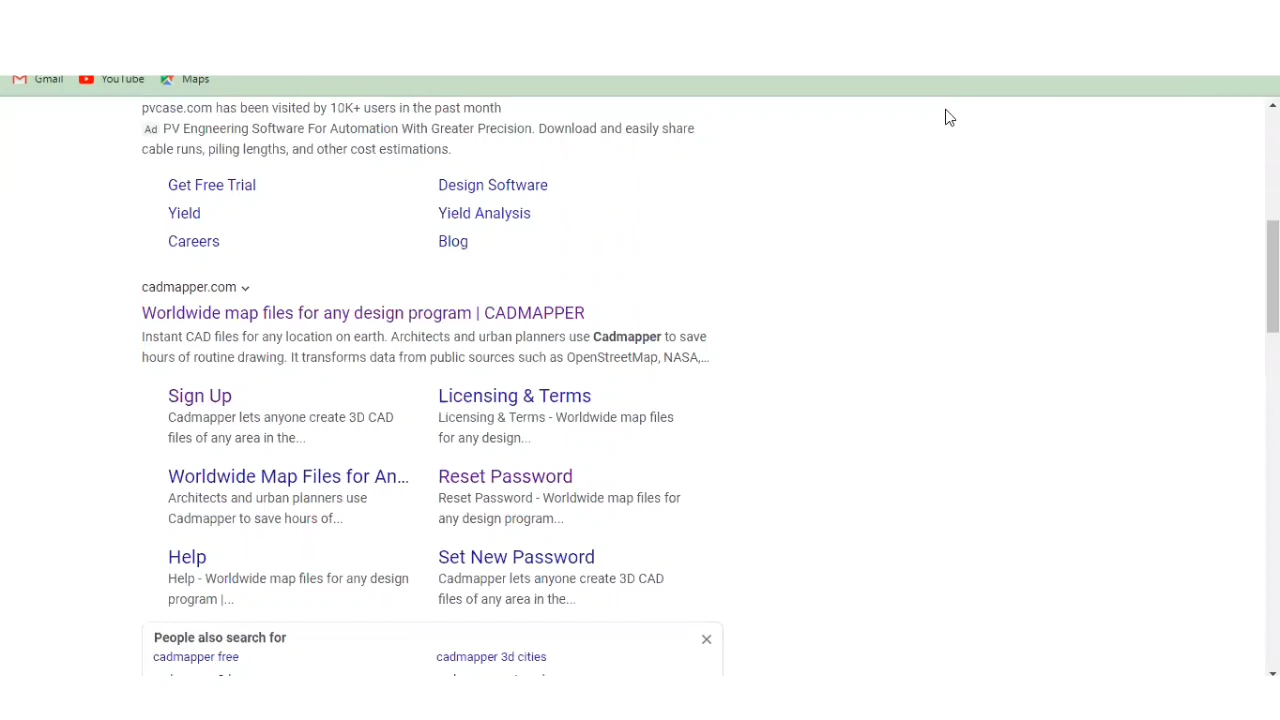 Gmail YouTube Maps
pvcase.com has been visited by 10K+ users in the past month
Ad PV Engneering Software For Automation With Greater Precision. Download and easily share
cable runs, piling lengths, and other cost estimations.
Get Free Trial Design Software
Yield Yield Analysis
Careers Blog
cadmapper.com
Worldwide map files for any design program | CADMAPPER
Instant CAD files for any location on earth. Architects and urban planners use Cadmapper to save
hours of routine drawing. It transforms data from public sources such as OpenStreetMap, NASA,...
Sign Up
Cadmapper lets anyone create 3D CAD
files of any area in the...
Licensing & Terms
Licensing & Terms - Worldwide map files
for any design...
Worldwide Map Files for An...
Architects and urban planners use
Cadmapper to save hours of...
Reset Password
Reset Password - Worldwide map files for
any design program...
Help
Help - Worldwide map files for any design
program |...
Set New Password
Cadmapper lets anyone create 3D CAD
files of any area in the...
People also search for
cadmapper free cadmapper 3d cities